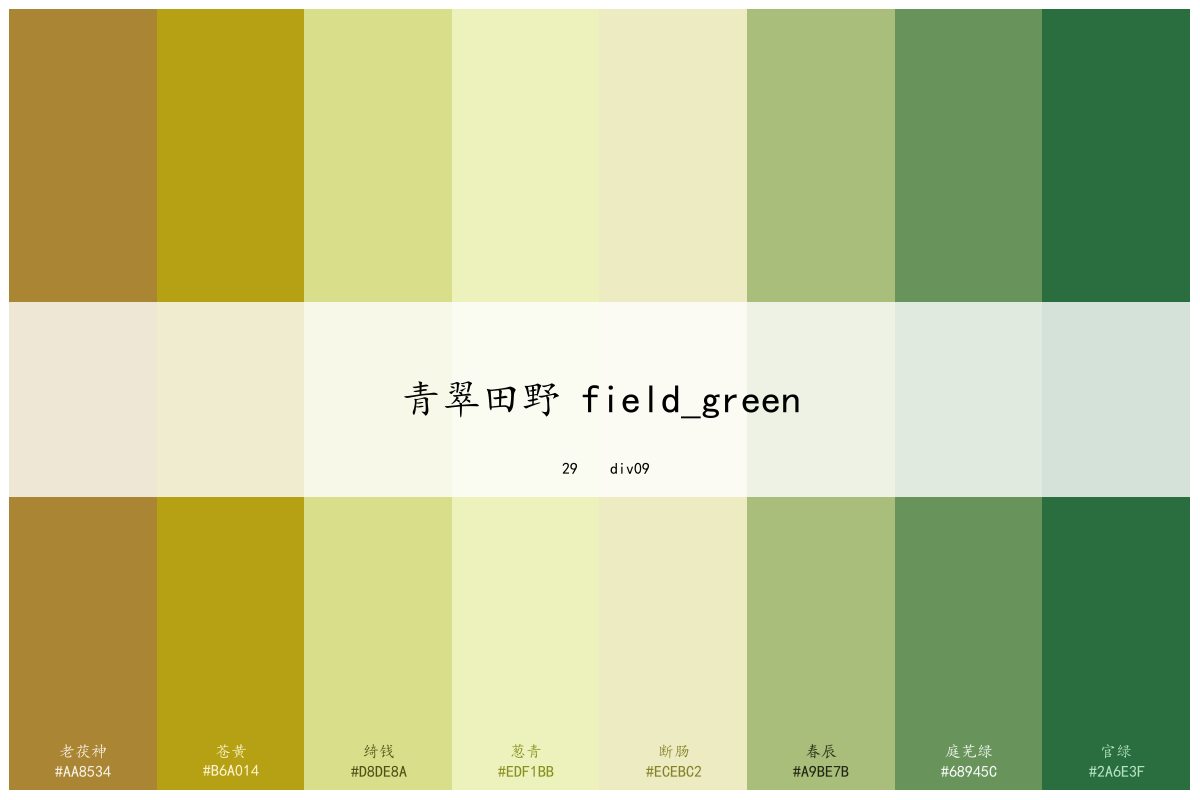 青翠田野 field_green
29 div09
老茯神 苍黄 绮钱 葱青 断肠 春辰 庭芜绿 官绿
#AA8534 #B6A014 #D8DE8A #EDF1BB #ECEBC2 #A9BE7B #68945C #2A6E3F